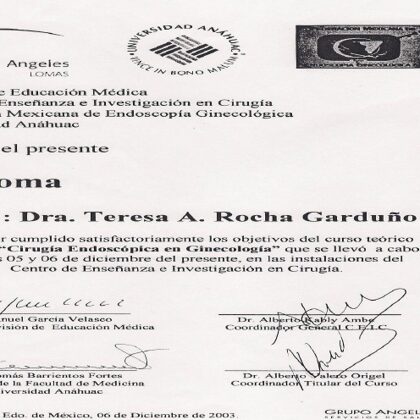 Angeles
LOMAS
UNIVERSIDAD ANAHUAC
VINCE IN BONO MALUM
de Educación Médica
Enseñanza e Investigación en Cirugía
Mexicana de Endoscopía Ginecológica
dad Anáhuac
el presente
oma
: Dra. Teresa A. Rocha Garduño
r cumplido satisfactoriamente los objetivos del curso teórico
"Cirugía Endoscópica en Ginecología" que se llevó a cabo
s 05 y 06 de diciembre del presente, en las instalaciones del
Centro de Enseñanza e Investigación en Cirugía.
nuel García Velasco
visión de Educación Médica
Dr. Alberto Kably Ambe
Coordinador General C.E.I.C.
omás Barrientos Fortes
de la Facultad de Medicina
niversidad Anáhuac
Dr. Alberto Valezo Origel
Coordinador Titular del Curso
Edo. de México, 06 de Diciembre de 2003.
GRUPO ANGEL